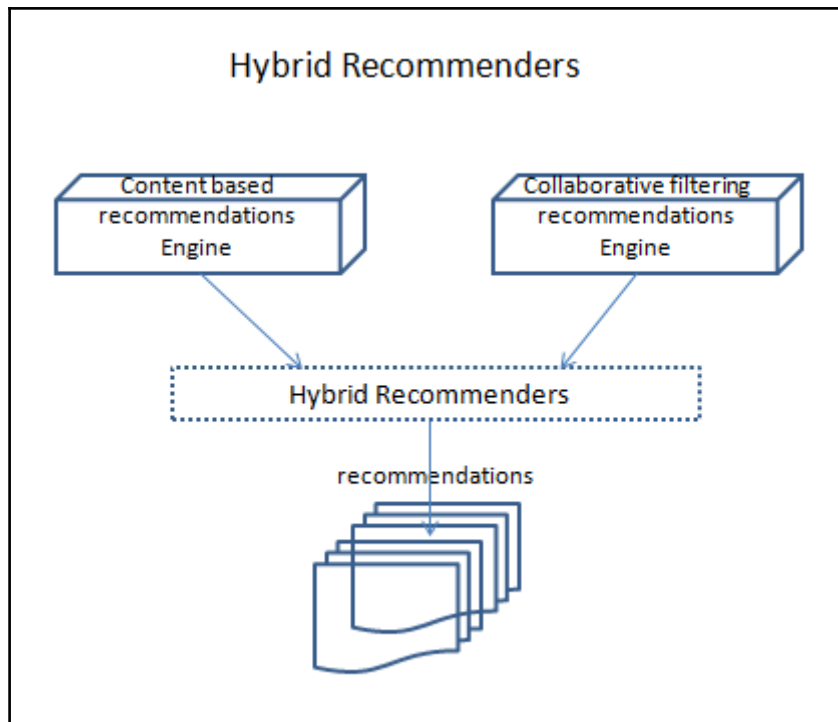 Hybrid Recommenders
Content based
recommendations
Engine
Collaborative filtering
recommendations
Engine
Hybrid Recommenders
recommendations